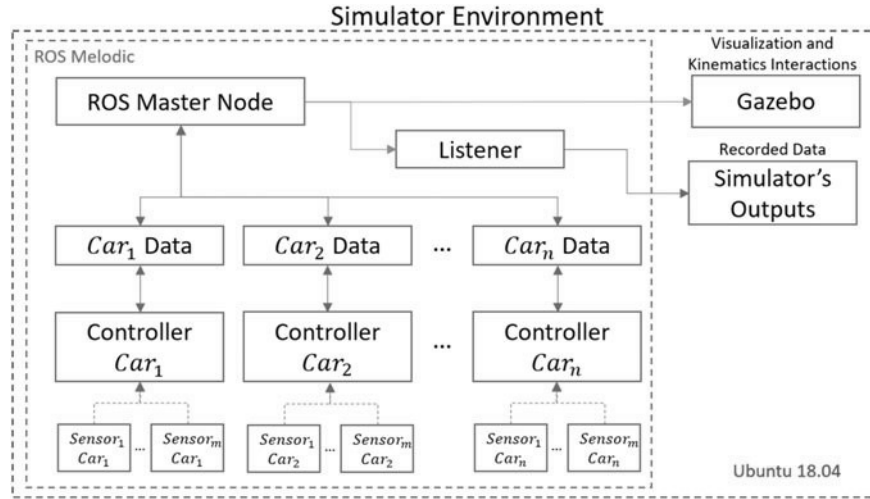 Simulator Environment
ROS Melodic
Visualization and
Kinematics Interactions
ROS Master Node
Gazebo
Listener
Recorded Data
Simulator's
Outputs
Car₁ Data
Car₂ Data
...
Carₙ Data
Controller
Car₁
Controller
Car₂
...
Controller
Carₙ
Sensor₁
Car₁
...
Sensorₘ
Car₁
Sensor₁
Car₂
...
Sensorₘ
Car₂
Sensor₁
Carₙ
...
Sensorₘ
Carₙ
Ubuntu 18.04